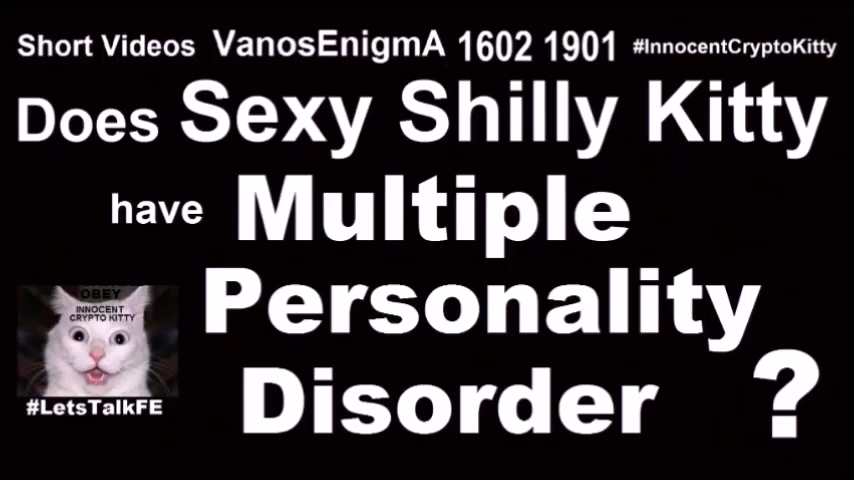 Short Videos VanosEnigmA 1602 1901 #InnocentCryptoKitty
Does Sexy Shilly Kitty
have Multiple
Personality
Disorder ?
OBEY
INNOCENT
CRYPTO KITTY
#LetsTalkFE